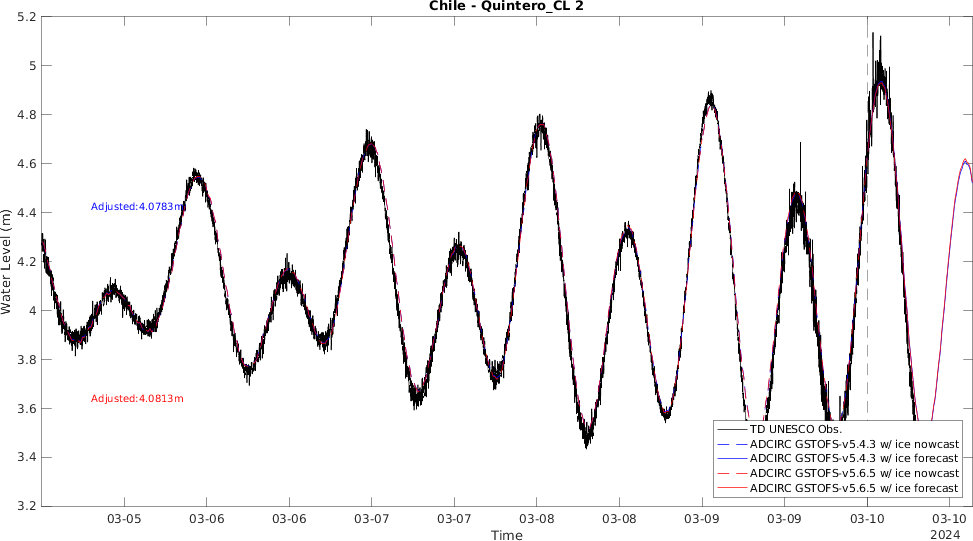 Chile - Quintero_CL 2
5.2
5
4.8
4.6
4.4
4.2
4
3.8
3.6
3.4
3.2
Water Level (m)
Adjusted:4.0783m
Adjusted:4.0813m
TD UNESCO Obs.
ADCIRC GSTOFS-v5.4.3 w/ ice nowcast
ADCIRC GSTOFS-v5.4.3 w/ ice forecast
ADCIRC GSTOFS-v5.6.5 w/ ice nowcast
ADCIRC GSTOFS-v5.6.5 w/ ice forecast
03-05 03-06 03-06 03-07 03-07 03-08 03-08 03-09 03-09 03-10 03-10
2024
Time